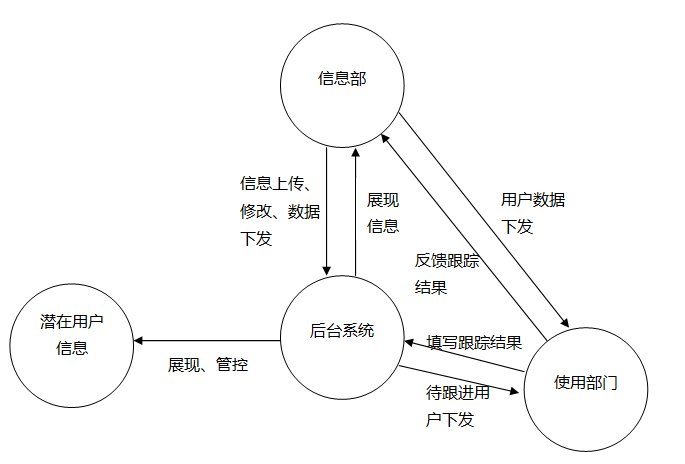 信息部
信息上传、
修改、数据
下发
展现
信息
用户数据
下发
反馈跟踪
结果
潜在用户
信息
后台系统
填写跟踪结果
展现、管控
使用部门
待跟进用
户下发